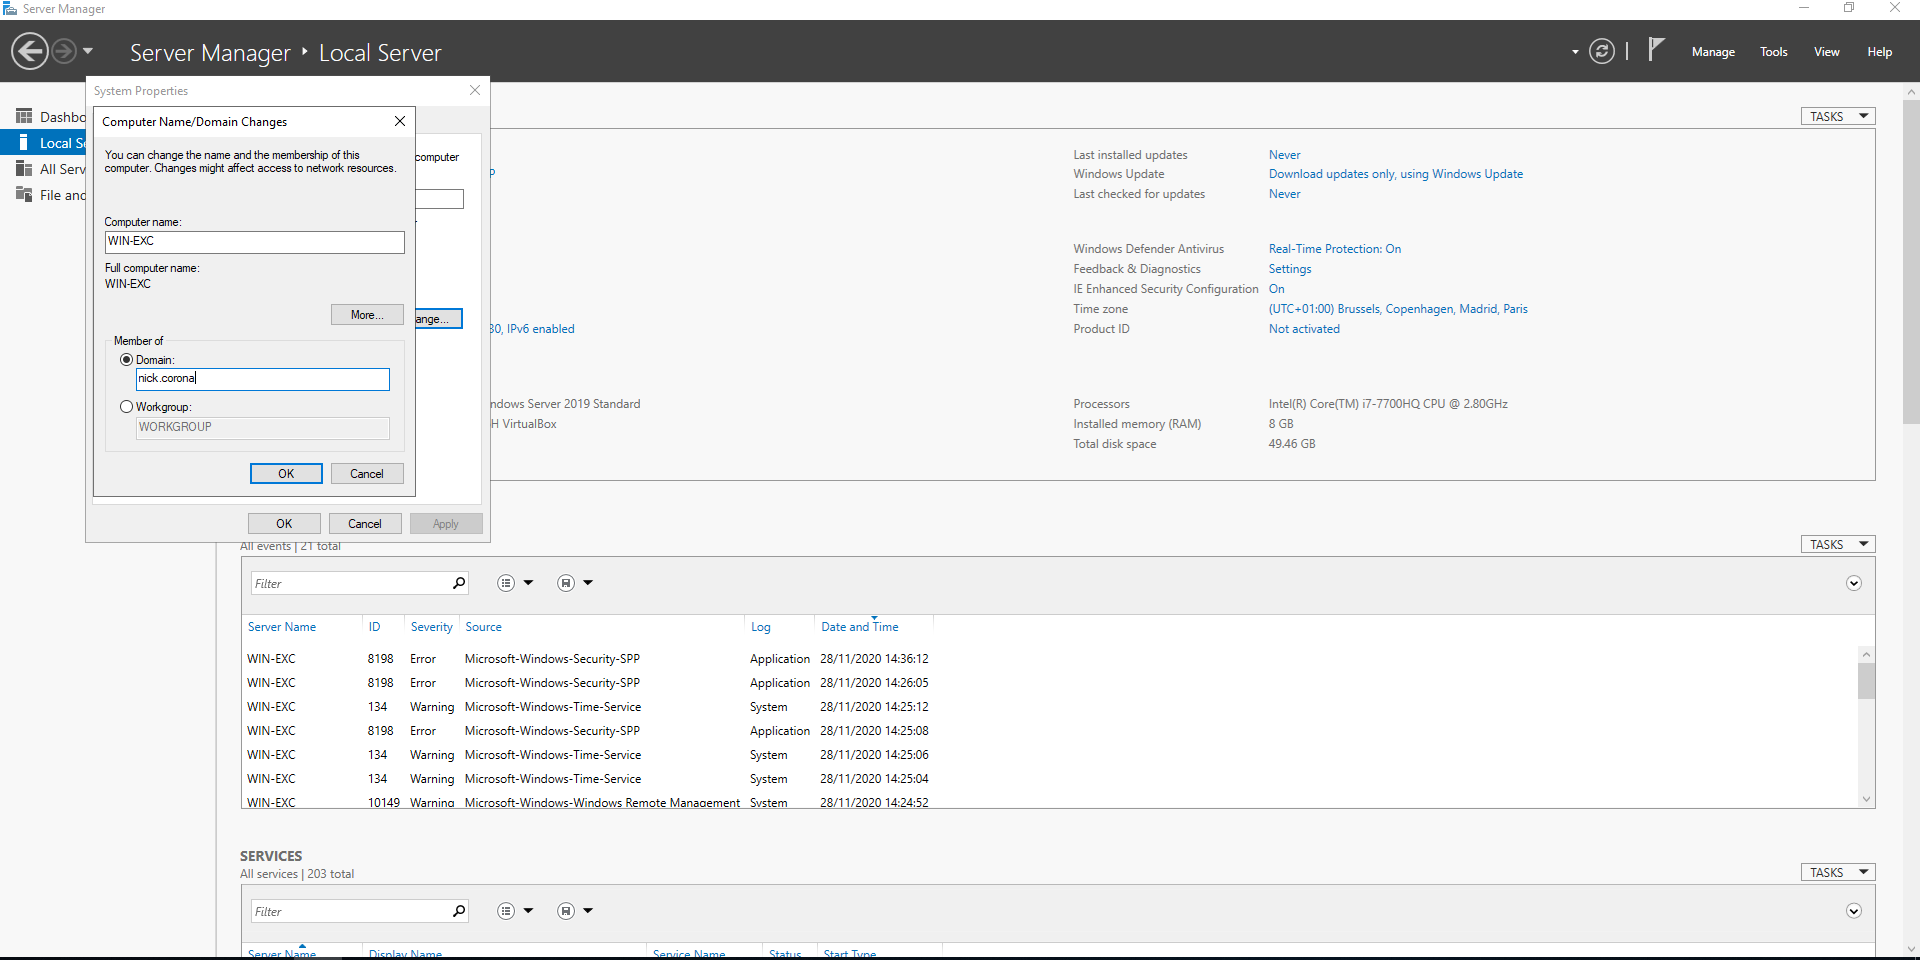 Server Manager
Server Manager ‣ Local Server
Manage Tools View Help
System Properties
Computer Name/Domain Changes
You can change the name and the membership of this
computer. Changes might affect access to network resources.
Computer name:
WIN-EXC
Full computer name:
WIN-EXC
More...
Member of
Domain:
nick.corona
Workgroup:
WORKGROUP
OK Cancel
OK Cancel Apply
computer
ange...
Dashbo
Local Se
All Serv
File and
TASKS
Last installed updates Never
Windows Update Download updates only, using Windows Update
Last checked for updates Never
Windows Defender Antivirus Real-Time Protection: On
Feedback & Diagnostics Settings
IE Enhanced Security Configuration On
Time zone (UTC+01:00) Brussels, Copenhagen, Madrid, Paris
30, IPv6 enabled Product ID Not activated
ndows Server 2019 Standard Processors Intel(R) Core(TM) i7-7700HQ CPU @ 2.80GHz
H VirtualBox Installed memory (RAM) 8 GB
Total disk space 49.46 GB
All events | 21 total TASKS
Filter
Server Name ID Severity Source Log Date and Time
WIN-EXC 8198 Error Microsoft-Windows-Security-SPP Application 28/11/2020 14:36:12
WIN-EXC 8198 Error Microsoft-Windows-Security-SPP Application 28/11/2020 14:26:05
WIN-EXC 134 Warning Microsoft-Windows-Time-Service System 28/11/2020 14:25:12
WIN-EXC 8198 Error Microsoft-Windows-Security-SPP Application 28/11/2020 14:25:08
WIN-EXC 134 Warning Microsoft-Windows-Time-Service System 28/11/2020 14:25:06
WIN-EXC 134 Warning Microsoft-Windows-Time-Service System 28/11/2020 14:25:04
WIN-EXC 10149 Warning Microsoft-Windows-Windows Remote Management System 28/11/2020 14:24:52
SERVICES
All services | 203 total TASKS
Filter
Server Name Display Name Service Name Status Start Type